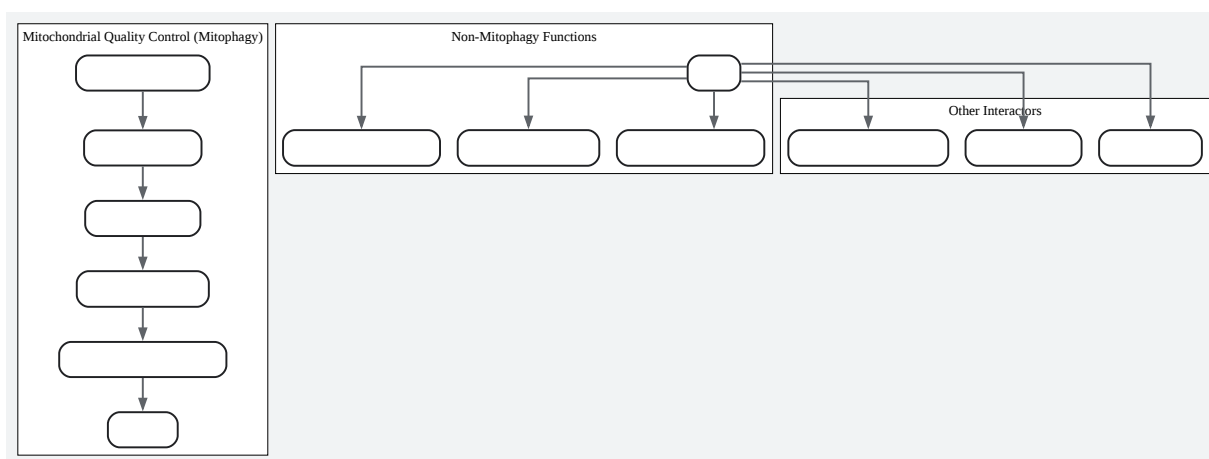 Mitochondrial Quality Control (Mitophagy)
Non-Mitophagy Functions
Other Interactors